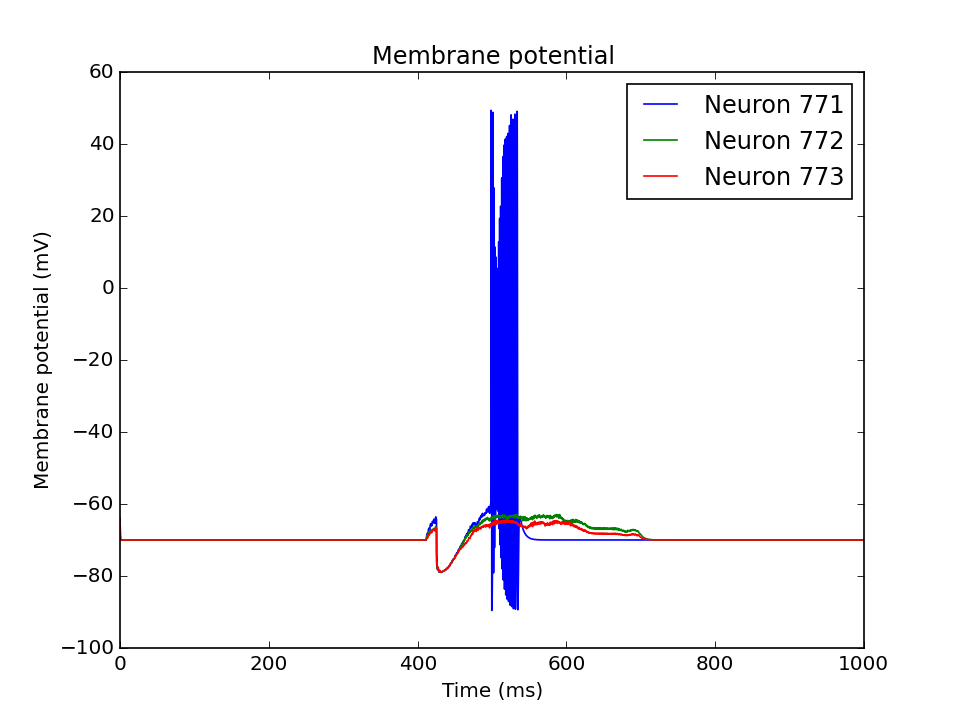 Membrane potential
Neuron 771
Neuron 772
Neuron 773
Membrane potential (mV)
60
40
20
0
−20
−40
−60
−80
−100
0 200 400 600 800 1000
Time (ms)